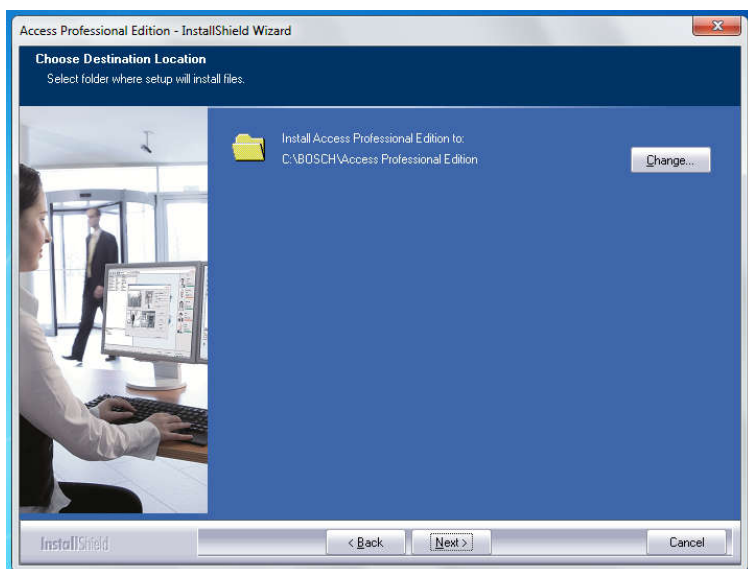 Access Professional Edition - InstallShield Wizard
Choose Destination Location
Select folder where setup will install files.
Install Access Professional Edition to:
C:\BOSCH\Access Professional Edition
Change...
InstallShield
< Back
Next >
Cancel